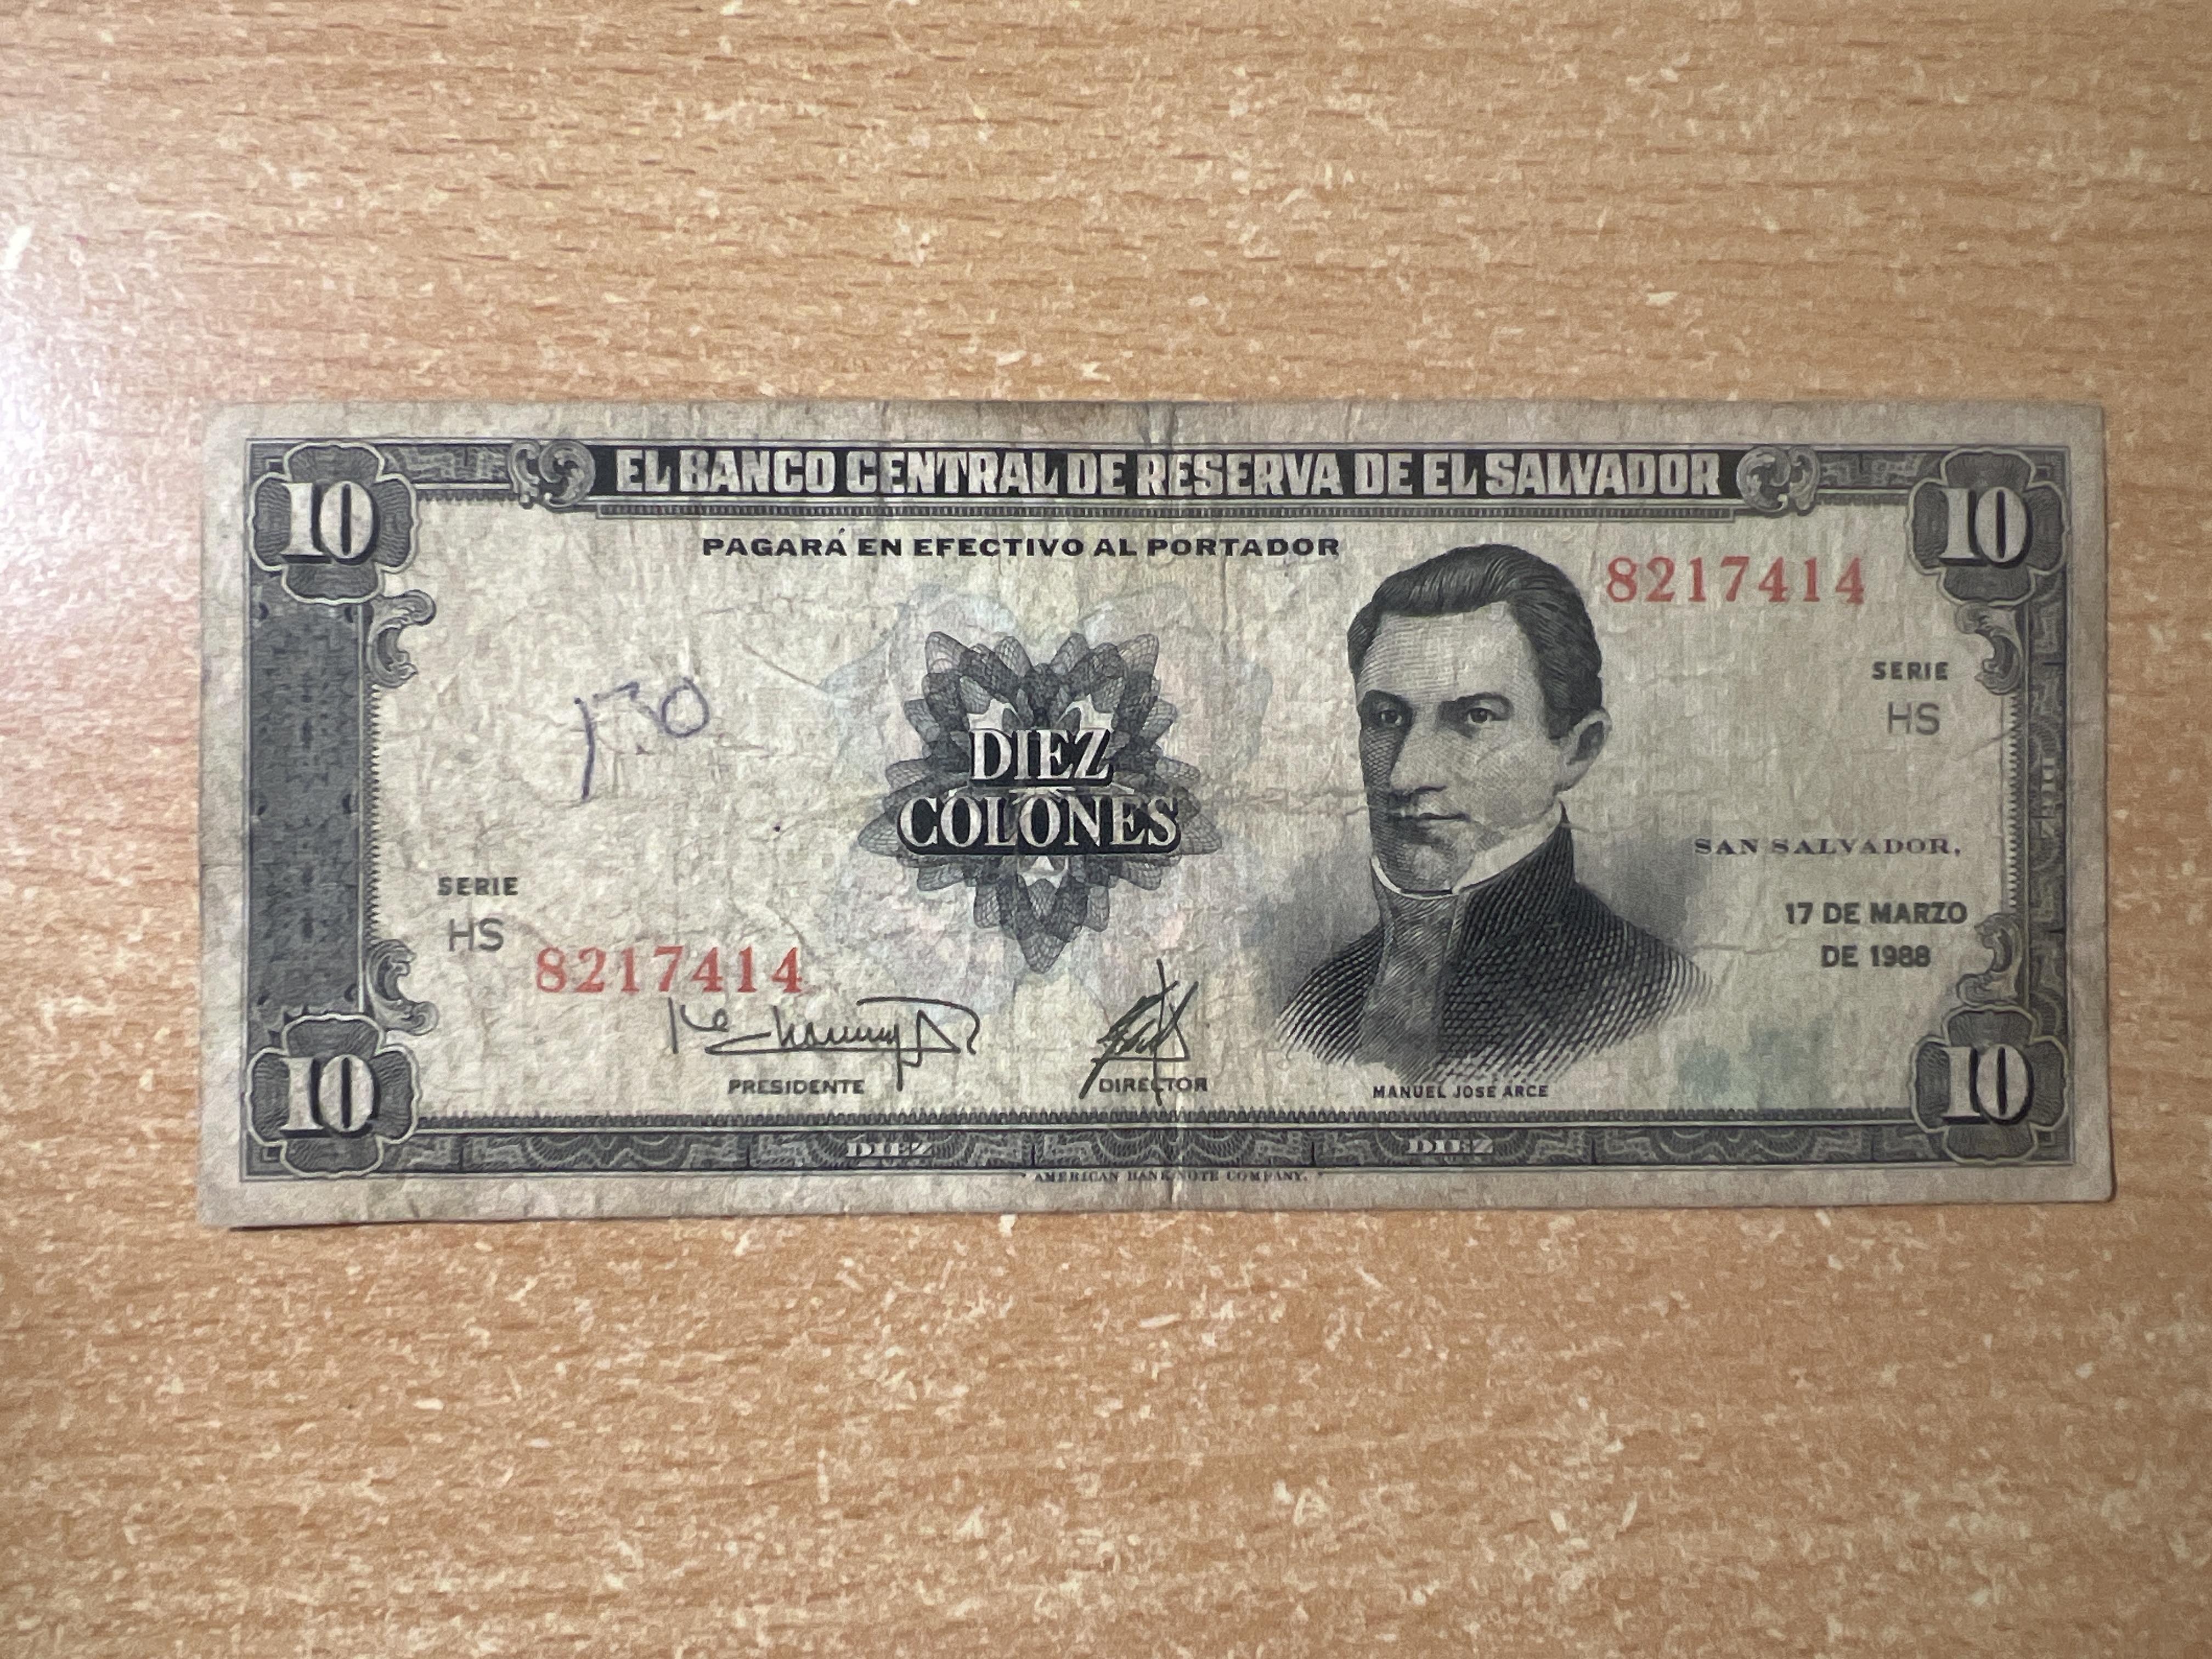 10
EL BANCO CENTRAL DE RESERVA DE EL SALVADOR
10
PAGARÁ EN EFECTIVO AL PORTADOR
8217414
SERIE
HS
DIEZ
COLONES
SAN SALVADOR,
17 DE MARZO
DE 1988
SERIE
HS
8217414
PRESIDENTE
DIRECTOR
MANUEL JOSE ARCE
10
DIEZ
DIEZ
10
AMERICAN BANK NOTE COMPANY.